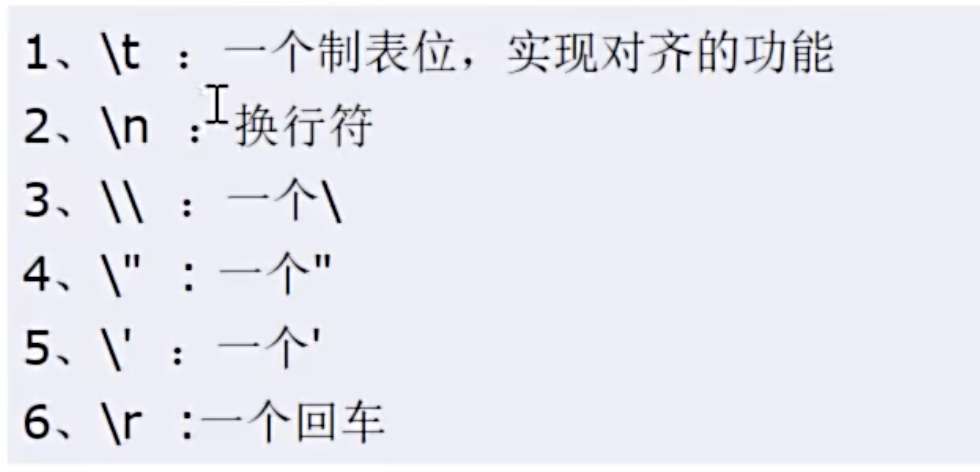 1、\t ：一个制表位，实现对齐的功能
2、\n ：换行符
3、\\ ：一个\
4、\" ：一个"
5、\' ：一个'
6、\r :一个回车